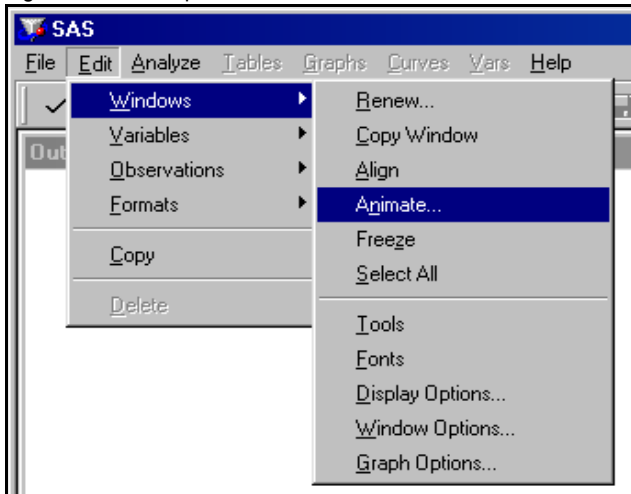 SAS
File Edit Analyze Tables Graphs Curves Vars Help
Windows
Variables
Observations
Formats
Copy
Delete
Renew...
Copy Window
Align
Animate...
Freeze
Select All
Tools
Fonts
Display Options...
Window Options...
Graph Options...
Out